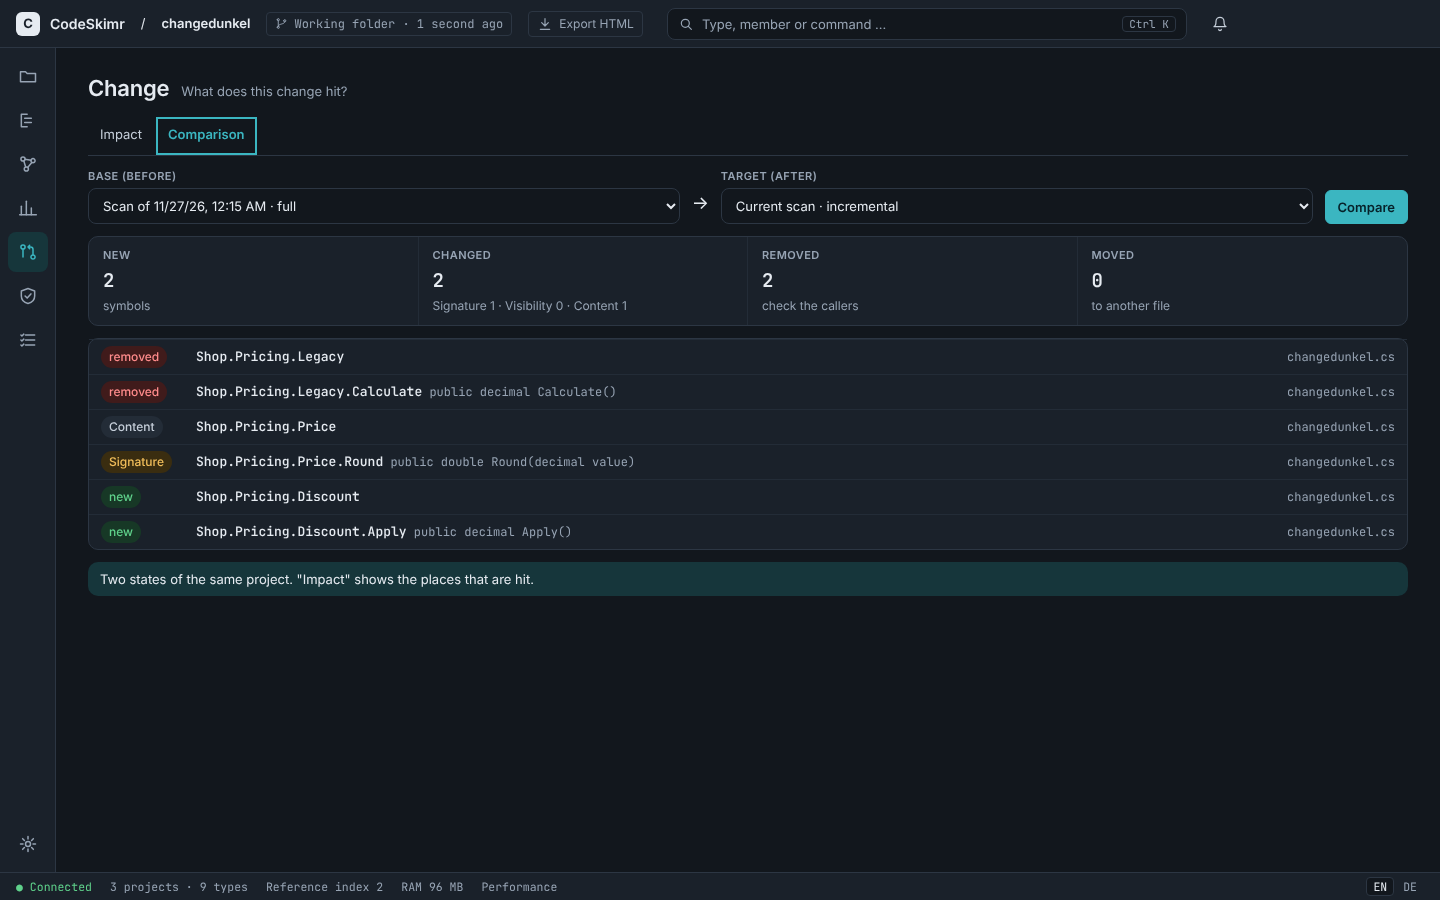 C CodeSkimr / changedunkel Working folder · 1 second ago Export HTML Type, member or command ... Ctrl K
Change What does this change hit?
Impact Comparison
BASE (BEFORE) TARGET (AFTER)
Scan of 11/27/26, 12:15 AM · full → Current scan · incremental Compare
NEW CHANGED REMOVED MOVED
2 2 2 0
symbols Signature 1 · Visibility 0 · Content 1 check the callers to another file
removed Shop.Pricing.Legacy changedunkel.cs
removed Shop.Pricing.Legacy.Calculate public decimal Calculate() changedunkel.cs
Content Shop.Pricing.Price changedunkel.cs
Signature Shop.Pricing.Price.Round public double Round(decimal value) changedunkel.cs
new Shop.Pricing.Discount changedunkel.cs
new Shop.Pricing.Discount.Apply public decimal Apply() changedunkel.cs
Two states of the same project. "Impact" shows the places that are hit.
Connected 3 projects · 9 types Reference index 2 RAM 96 MB Performance EN DE